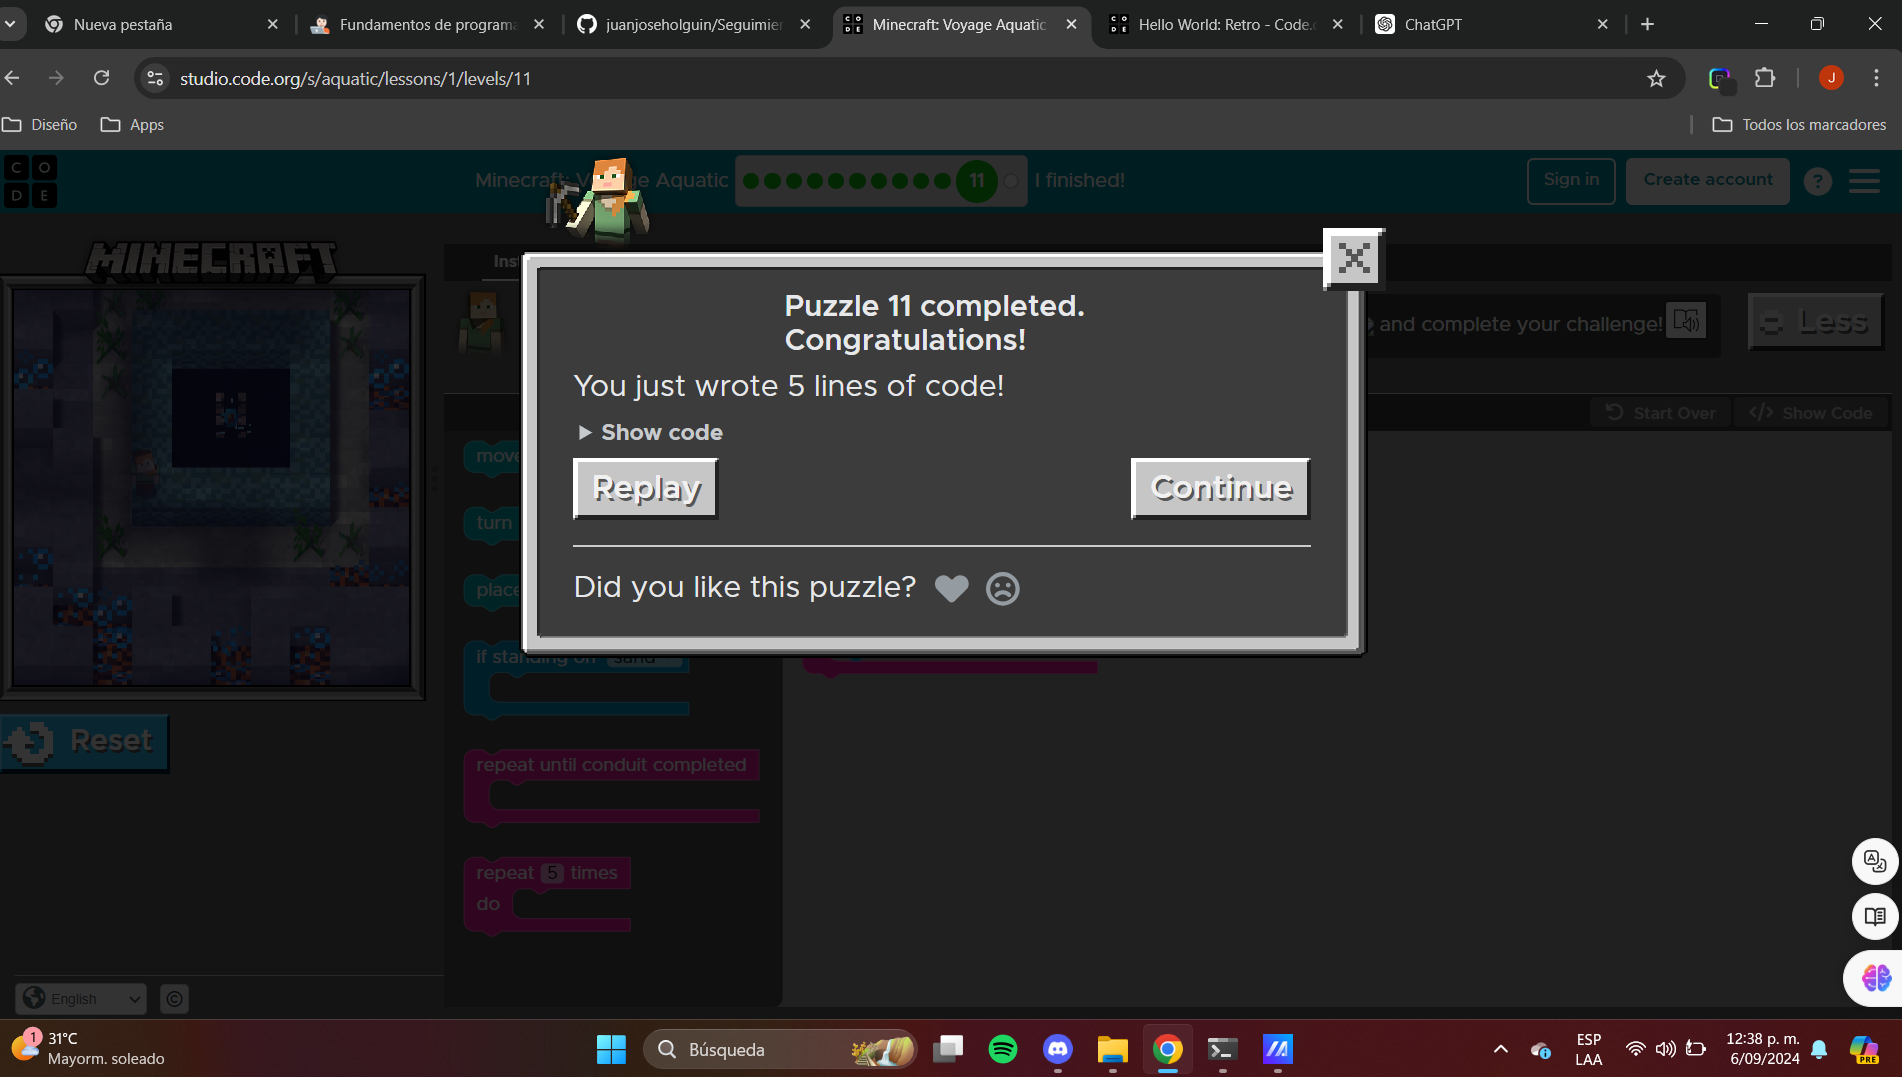 Nueva pestaña
Fundamentos de programa
juanjoseholguin/Seguimier
Minecraft: Voyage Aquatic
Hello World: Retro - Code.
ChatGPT
studio.code.org/s/aquatic/lessons/1/levels/11
J
Diseño
Apps
Todos los marcadores
C O
D E
Minecraft: V
e Aquatic
11
I finished!
Sign in
Create account
?
MINECRAFT
Ins
and complete your challenge!
Less
Start Over
Show Code
Puzzle 11 completed.
Congratulations!
You just wrote 5 lines of code!
Show code
Replay
Continue
Did you like this puzzle?
move
turn
place
if standing on sand
repeat until conduit completed
repeat 5 times
do
Reset
English
1
31°C
Mayorm. soleado
Búsqueda
ESP
LAA
12:38 p. m.
6/09/2024
PRE